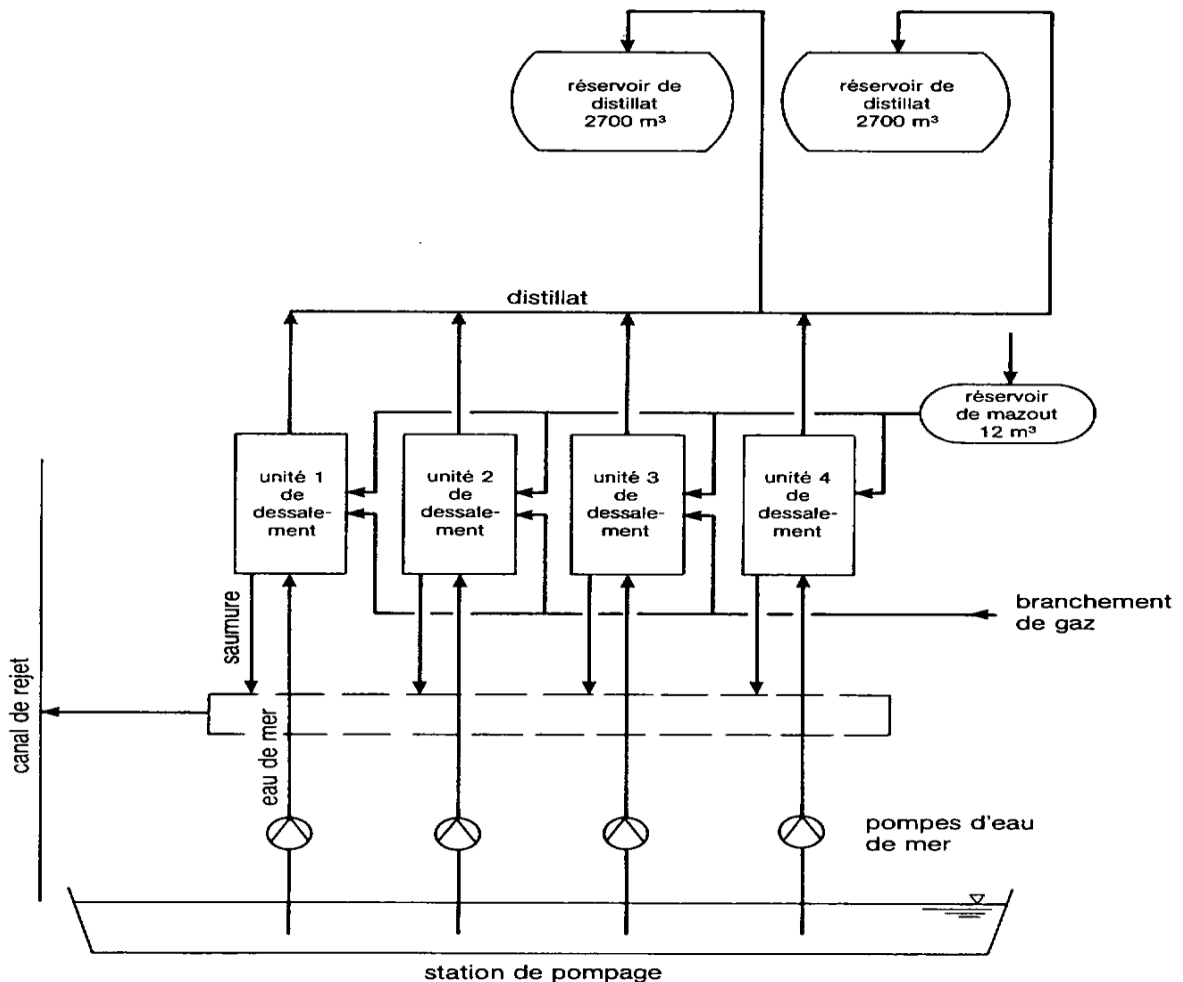 réservoir de
distillat
2700 m³
réservoir de
distillat
2700 m³
distillat
réservoir
de mazout
12 m³
unité 1
de
dessale-
ment
unité 2
de
dessale-
ment
unité 3
de
dessale-
ment
unité 4
de
dessale-
ment
branchement
de gaz
saumure
canal de rejet
eau de mer
pompes d'eau
de mer
station de pompage